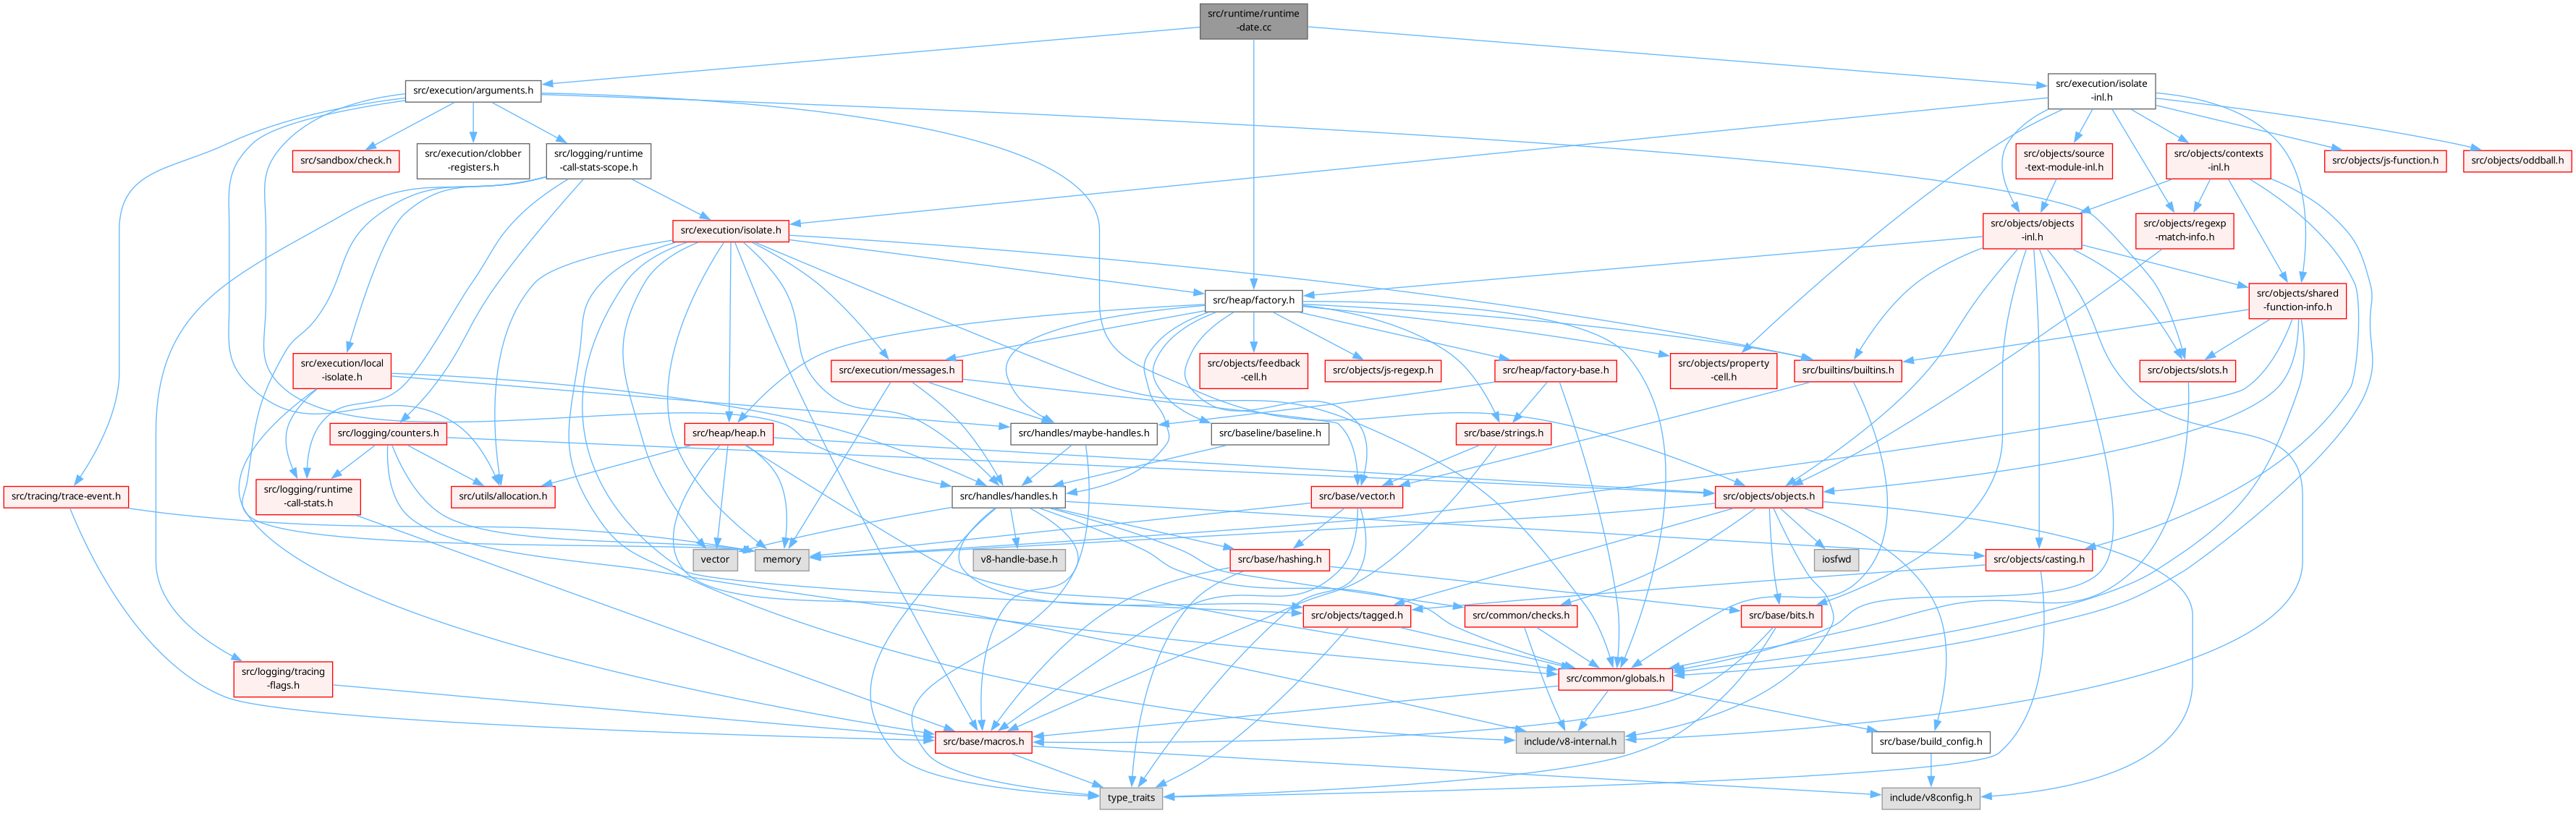 src/runtime/runtime
-date.cc
src/execution/arguments.h
src/execution/isolate
-inl.h
src/sandbox/check.h
src/execution/clobber
-registers.h
src/logging/runtime
-call-stats-scope.h
src/objects/source
-text-module-inl.h
src/objects/contexts
-inl.h
src/objects/js-function.h
src/objects/oddball.h
src/execution/isolate.h
src/objects/objects
-inl.h
src/objects/regexp
-match-info.h
src/heap/factory.h
src/objects/shared
-function-info.h
src/execution/local
-isolate.h
src/execution/messages.h
src/objects/feedback
-cell.h
src/objects/js-regexp.h
src/heap/factory-base.h
src/objects/property
-cell.h
src/builtins/builtins.h
src/objects/slots.h
src/logging/counters.h
src/heap/heap.h
src/handles/maybe-handles.h
src/baseline/baseline.h
src/base/strings.h
src/tracing/trace-event.h
src/logging/runtime
-call-stats.h
src/utils/allocation.h
src/handles/handles.h
src/base/vector.h
src/objects/objects.h
vector
memory
v8-handle-base.h
src/base/hashing.h
iosfwd
src/objects/casting.h
src/objects/tagged.h
src/common/checks.h
src/base/bits.h
src/logging/tracing
-flags.h
src/common/globals.h
src/base/macros.h
include/v8-internal.h
src/base/build_config.h
type_traits
include/v8config.h